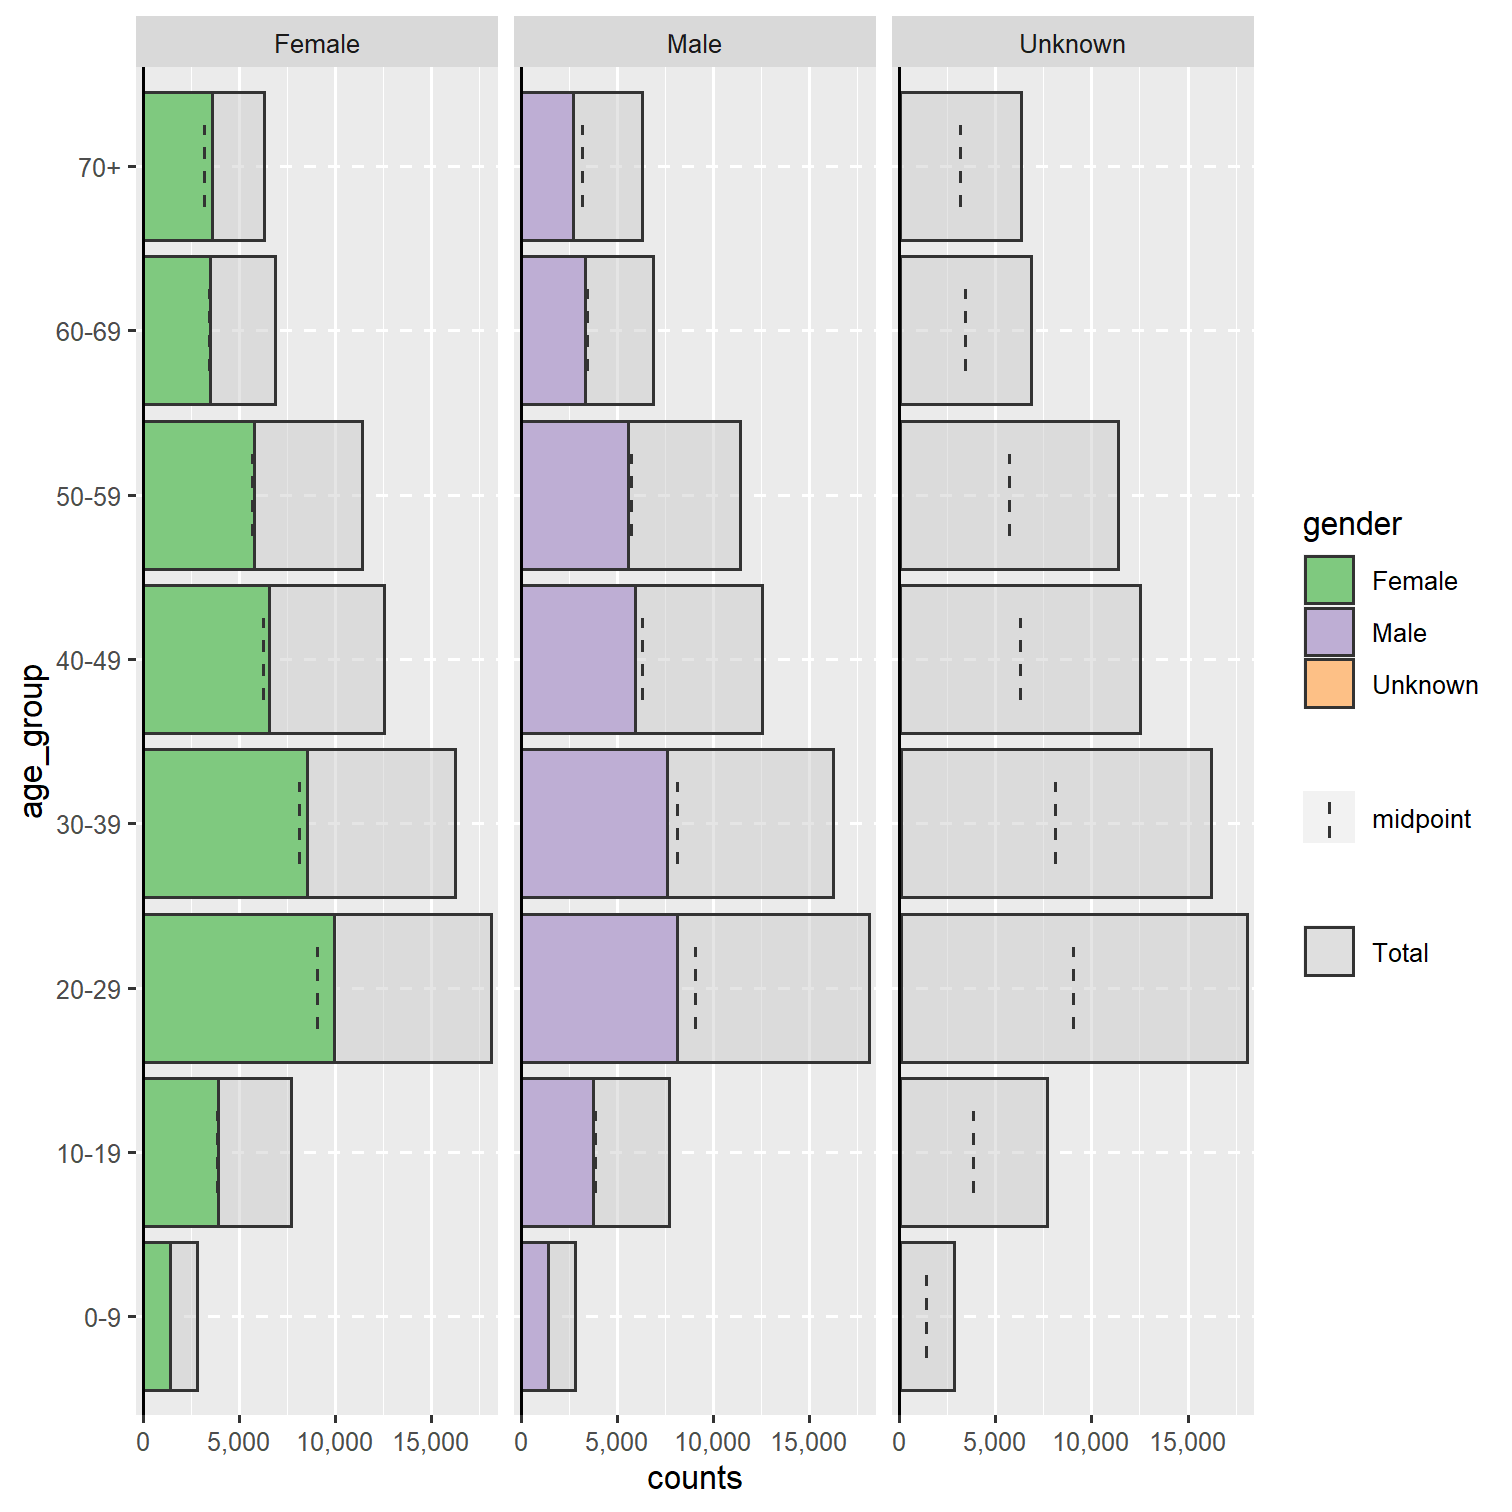 Female Male Unknown
70+
60-69
50-59
40-49
30-39
20-29
10-19
0-9
age_group
0 5,000 10,000 15,000 0 5,000 10,000 15,000 0 5,000 10,000 15,000
counts
gender
Female
Male
Unknown
midpoint
Total